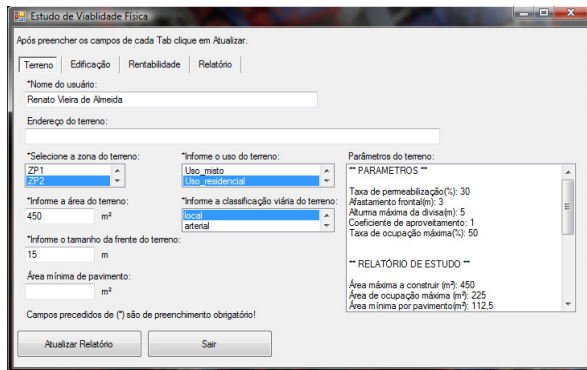 Estudo de Viablidade Física
Após preencher os campos de cada Tab clique em Atualizar.
Terreno Edificação Rentabilidade Relatório
*Nome do usuário:
Renato Vieira de Almeida
Endereço do terreno:
*Selecione a zona do terreno:
ZP1
ZP2
*Informe o uso do terreno:
Uso_misto
Uso_residencial
*Informe a área do terreno:
450 m²
*Informe a classificação viária do terreno:
local
arterial
*Informe o tamanho da frente do terreno:
15 m
Área mínima de pavimento:
m²
Campos precedidos de (*) são de preenchimento obrigatório!
Atualizar Relatório Sair
Parâmetros do terreno:
** PARAMETROS **
Taxa de permeabilização(%): 30
Afastamento frontal(m): 3
Altuma máxima da divisa(m): 5
Coeficiente de aproveitamento: 1
Taxa de ocupação máxima(%): 50
** RELATÓRIO DE ESTUDO **
Área máxima a construir (m²): 450
Área de ocupação máxima (m²): 225
Área mínima por pavimento(m²): 112,5